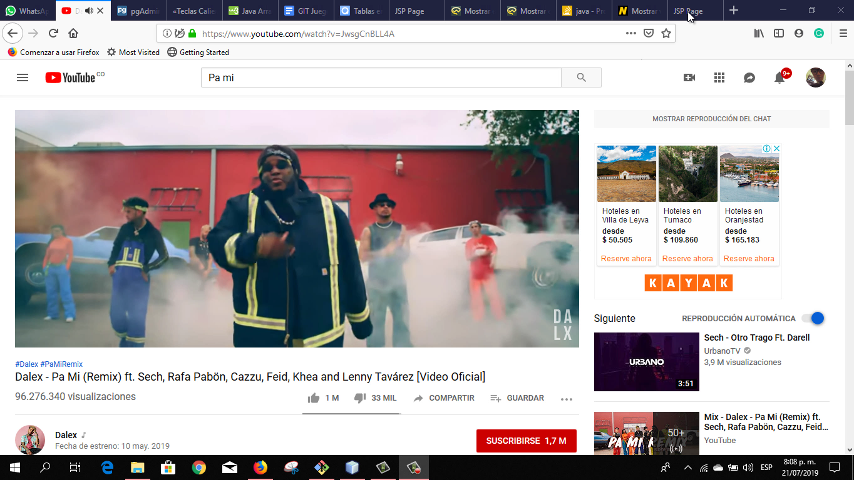 WhatsA
D
pgAdmi
=Teclas Calie
Java Arra
GIT Jueg
Tablas en
JSP Page
Mostrar
Mostrar
java - Pr
Mostrar
JSP Page
https://www.youtube.com/watch?v=JwsgCnBLL4A
Comenzar a usar Firefox
Most Visited
Getting Started
YouTube CO
Pa mi
9+
MOSTRAR REPRODUCCIÓN DEL CHAT
Hoteles en Hoteles en Hoteles en
Villa de Leyva Tumaco Oranjestad
desde desde desde
$ 50.505 $ 109.860 $ 165.183
Reserve ahora Reserve ahora Reserve ahora
KAYAK
DA
LX
Siguiente REPRODUCCIÓN AUTOMÁTICA
URBANO
3:51
Sech - Otro Trago Ft. Darell
UrbanoTV
3,9 M visualizaciones
#Dalex #PaMiRemix
Dalex - Pa Mi (Remix) ft. Sech, Rafa Pabön, Cazzu, Feid, Khea and Lenny Tavárez [Video Oficial]
96.276.340 visualizaciones
1 M
33 MIL
COMPARTIR
GUARDAR
PA MI REMIX
50+
Mix - Dalex - Pa Mi (Remix) ft.
Sech, Rafa Pabön, Cazzu, Feid,...
YouTube
Dalex
Fecha de estreno: 10 may. 2019
SUSCRIBIRSE 1,7 M
ESP
8:08 p. m.
21/07/2019